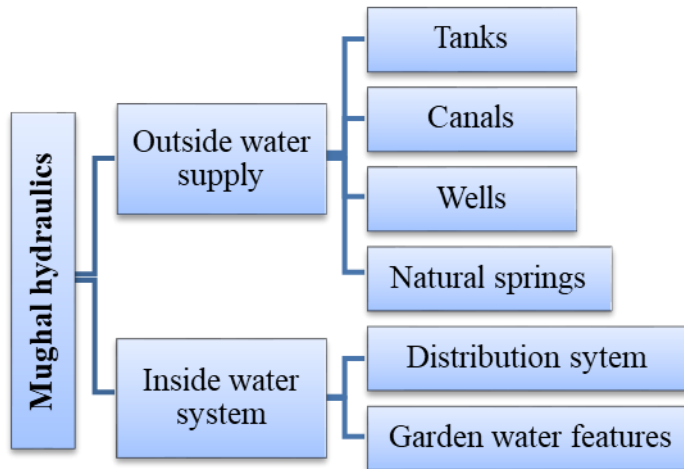 Mughal hydraulics
Outside water
supply
Tanks
Canals
Wells
Natural springs
Inside water
system
Distribution sytem
Garden water features